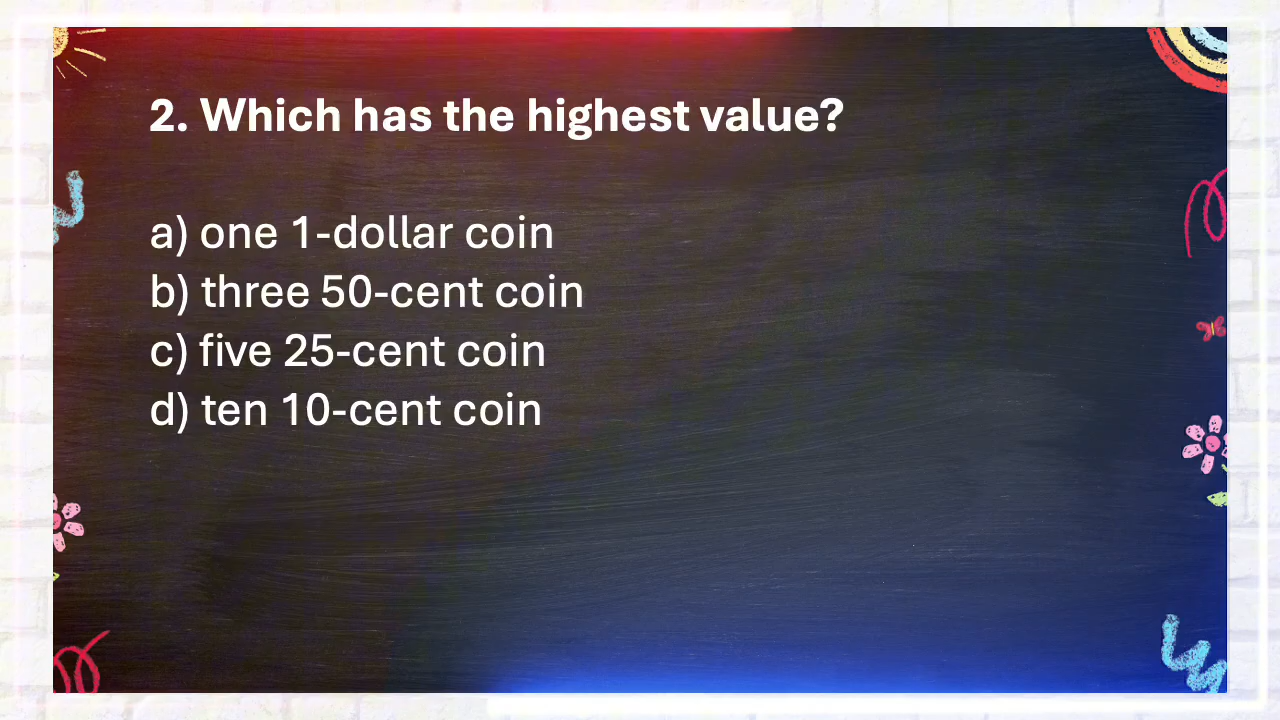 2. Which has the highest value?
a) one 1-dollar coin
b) three 50-cent coin
c) five 25-cent coin
d) ten 10-cent coin